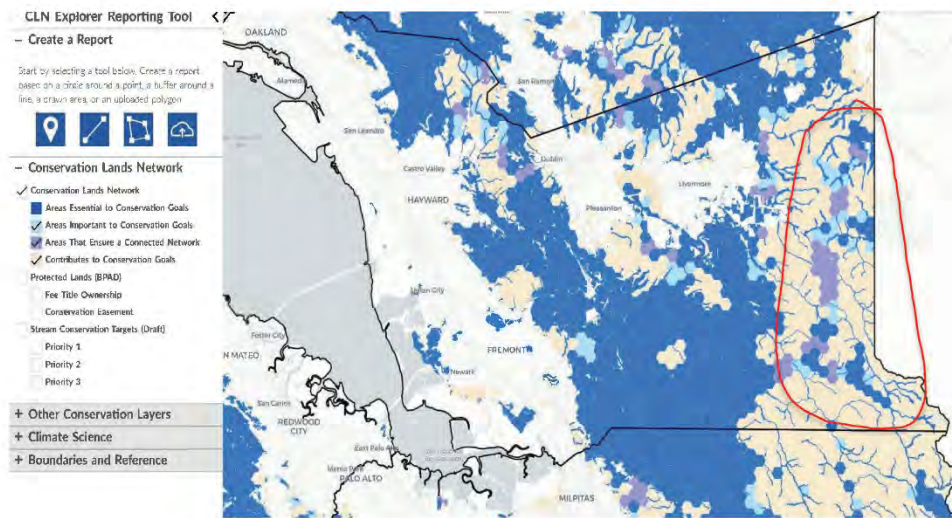 CLN Explorer Reporting Tool
− Create a Report
Start by selecting a tool below. Create a report
based on a circle around a point, a buffer around a
line, a drawn area, or an uploaded polygon
− Conservation Lands Network
Conservation Lands Network
Areas Essential to Conservation Goals
Areas Important to Conservation Goals
Areas That Ensure a Connected Network
Contributes to Conservation Goals
Protected Lands (BPAD)
Fee Title Ownership
Conservation Easement
Stream Conservation Targets (Draft)
Priority 1
Priority 2
Priority 3
+ Other Conservation Layers
+ Climate Science
+ Boundaries and Reference
OAKLAND
Alameda
San Leandro
San Ramon
Castro Valley
Dublin
HAYWARD
Livermore
Pleasanton
Union City
Foster City
FREMONT
Newark
San Carlos
REDWOOD
CITY
East Palo Alto
Menlo Park
PALO ALTO
MILPITAS